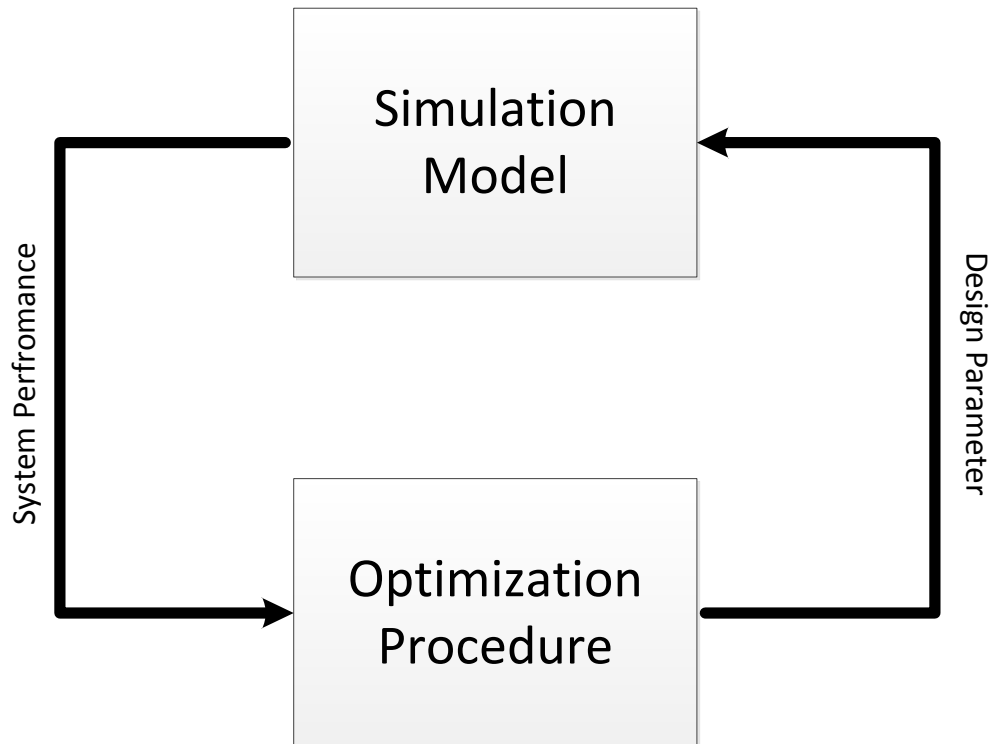 Simulation
Model
System Perfromance
Design Parameter
Optimization
Procedure